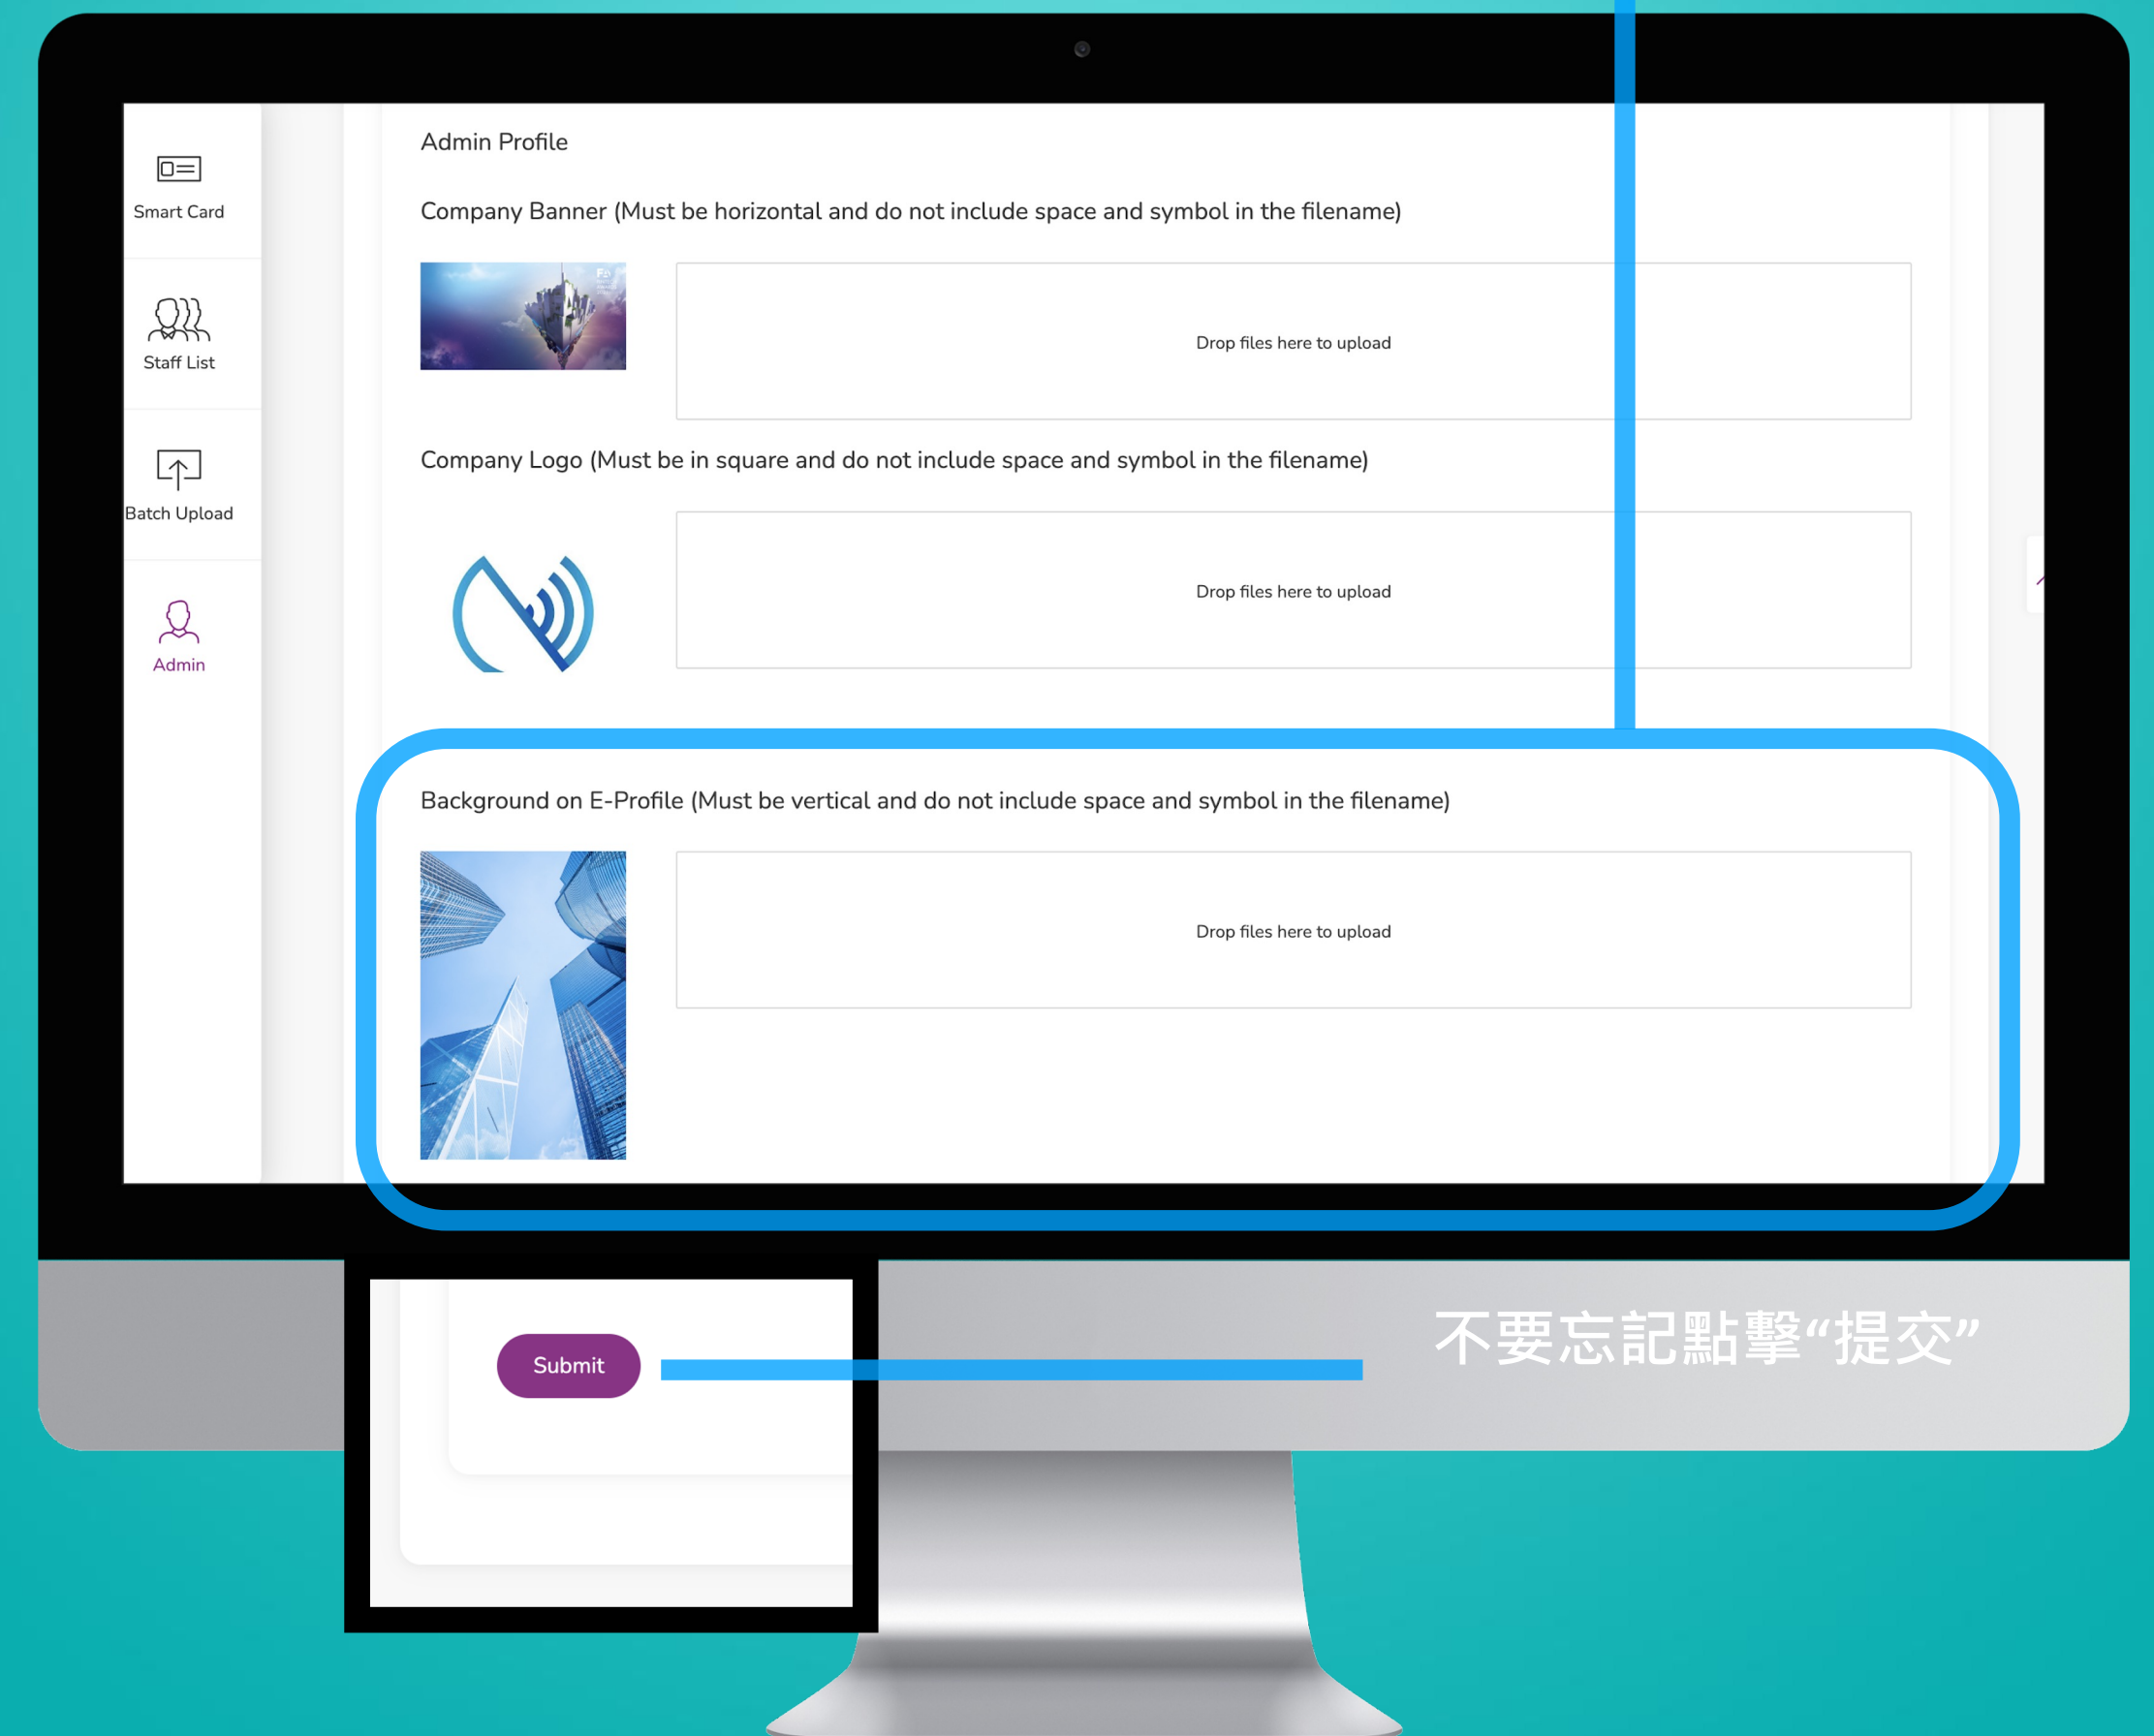 Admin Profile
Smart Card
Company Banner (Must be horizontal and do not include space and symbol in the filename)
Drop files here to upload
Staff List
Company Logo (Must be in square and do not include space and symbol in the filename)
Batch Upload
Drop files here to upload
Admin
Background on E-Profile (Must be vertical and do not include space and symbol in the filename)
Drop files here to upload
不要忘記點擊“提交”
Submit